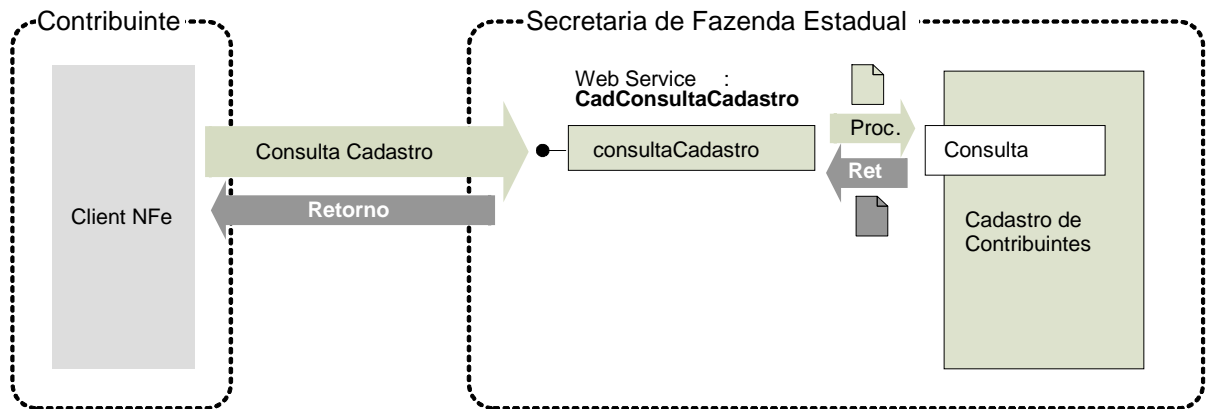 Contribuinte
Secretaria de Fazenda Estadual
Web Service :
CadConsultaCadastro
Consulta Cadastro
consultaCadastro
Proc.
Consulta
Ret
Retorno
Client NFe
Cadastro de
Contribuintes